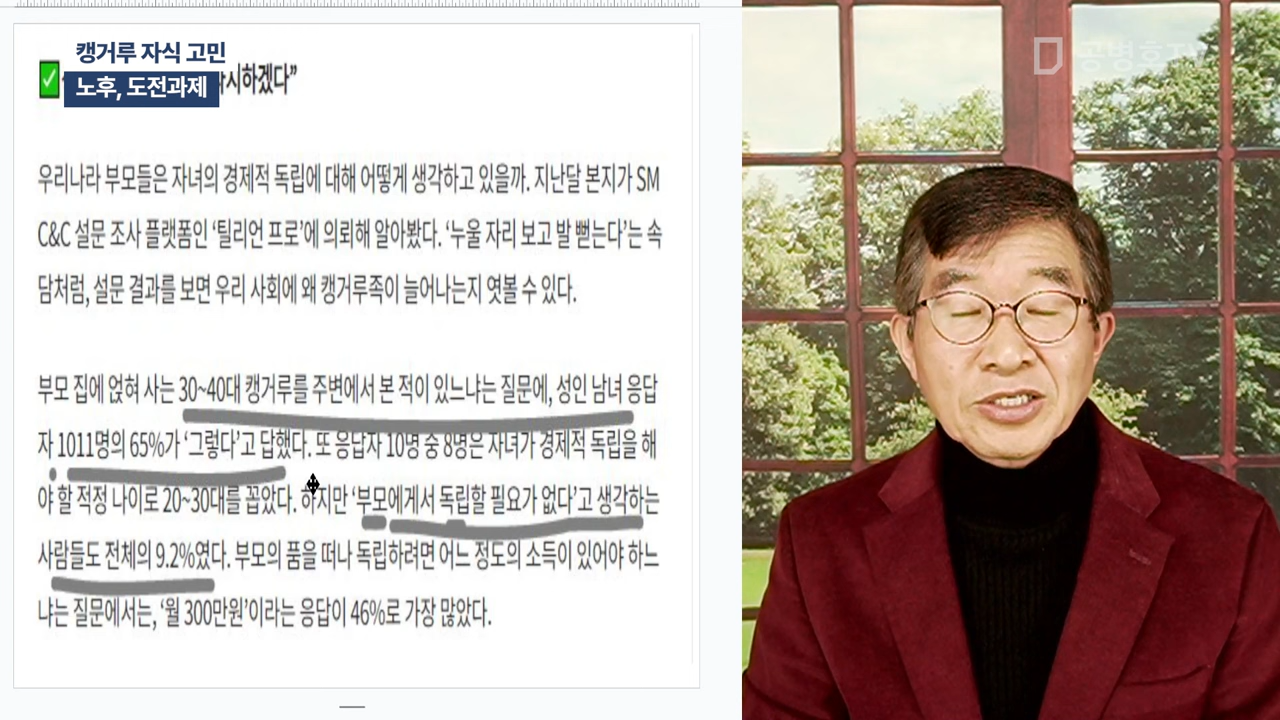 캥거루 자식 고민
노후, 도전과제
시하겠다”
우리나라 부모들은 자녀의 경제적 독립에 대해 어떻게 생각하고 있을까. 지난달 본지가 SM
C&C 설문 조사 플랫폼인 ‘틸리언 프로’에 의뢰해 알아봤다. ‘누울 자리 보고 발 뻗는다’는 속
담처럼, 설문 결과를 보면 우리 사회에 왜 캥거루족이 늘어나는지 엿볼 수 있다.
부모 집에 얹혀 사는 30~40대 캥거루를 주변에서 본 적이 있느냐는 질문에, 성인 남녀 응답
자 1011명의 65%가 ‘그렇다’고 답했다. 또 응답자 10명 중 8명은 자녀가 경제적 독립을 해
야 할 적정 나이로 20~30대를 꼽았다. 하지만 ‘부모에게서 독립할 필요가 없다’고 생각하는
사람들도 전체의 9.2%였다. 부모의 품을 떠나 독립하려면 어느 정도의 소득이 있어야 하느
냐는 질문에서는, ‘월 300만원’이라는 응답이 46%로 가장 많았다.
공병호TV